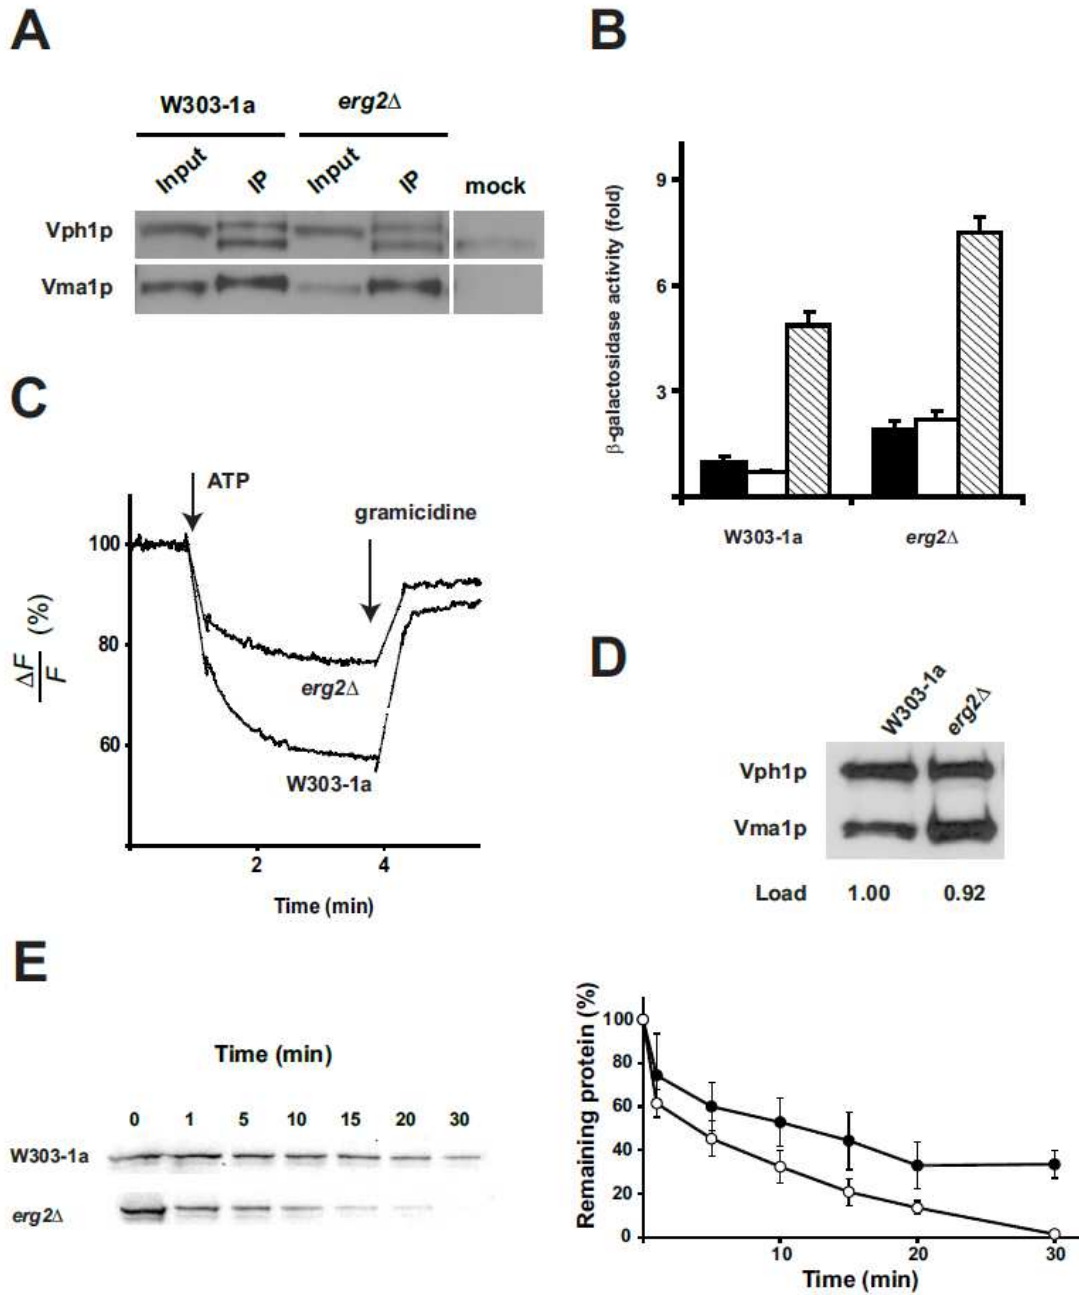 A
W303-1a erg2Δ
Input IP Input IP mock
Vph1p
Vma1p
B
β-galactosidase activity (fold)
9
6
3
W303-1a erg2Δ
C
ATP
gramicidine
100
80
60
ΔF
F
(%)
erg2Δ
W303-1a
2 4
Time (min)
D
W303-1a erg2Δ
Vph1p
Vma1p
Load 1.00 0.92
E
Time (min)
0 1 5 10 15 20 30
W303-1a
erg2Δ
Remaining protein (%)
100
80
60
40
20
0
10 20 30
Time (min)